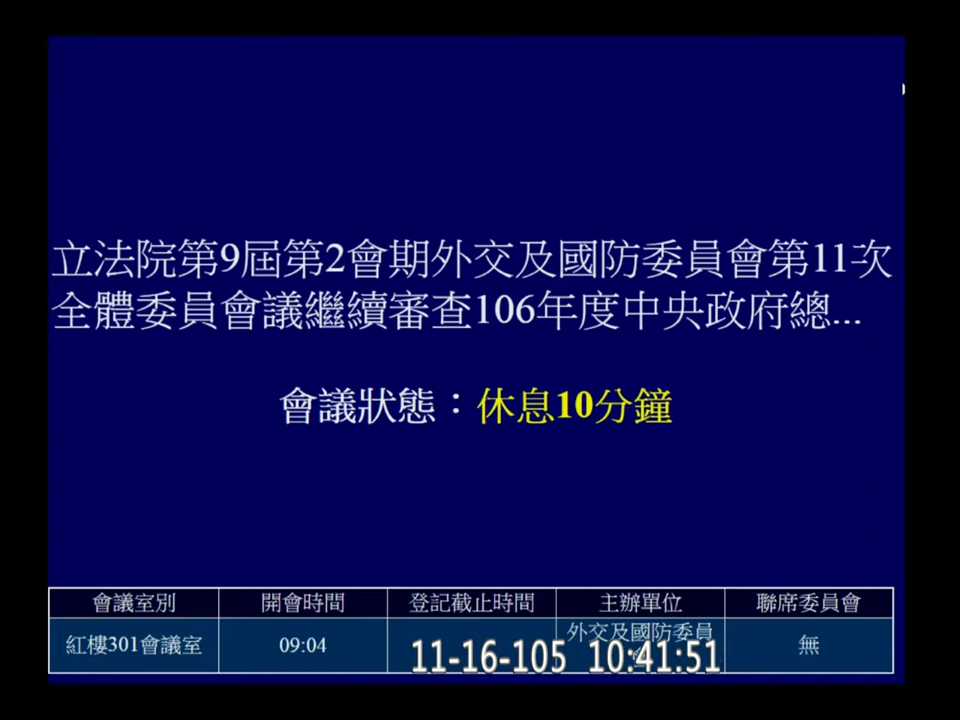 立法院第9屆第2會期外交及國防委員會第11次
全體委員會議繼續審查106年度中央政府總...
會議狀態：休息10分鐘
會議室別 開會時間 登記截止時間 主辦單位 聯席委員會
紅樓301會議室 09:04 外交及國防委員 無
11-16-105 10:41:51